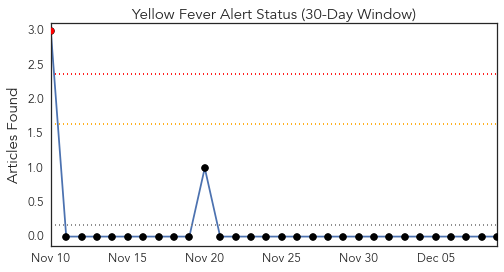 Yellow Fever Alert Status (30-Day Window)
Articles Found
3.0
2.5
2.0
1.5
1.0
0.5
0.0
Nov 10 Nov 15 Nov 20 Nov 25 Nov 30 Dec 05